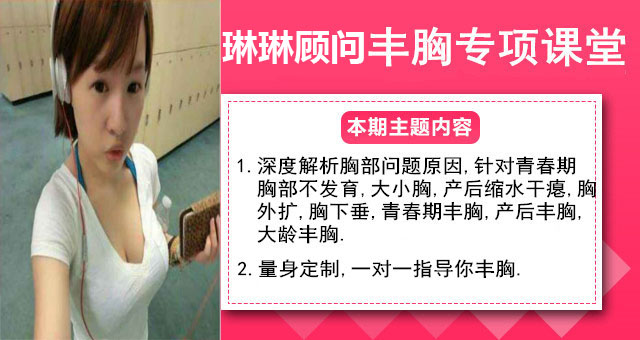 琳琳顾问丰胸专项课堂
本期主题内容
1.深度解析胸部问题原因,针对青春期
胸部不发育,大小胸,产后缩水干瘪,胸
外扩,胸下垂,青春期丰胸,产后丰胸,
大龄丰胸.
2.量身定制,一对一指导你丰胸.